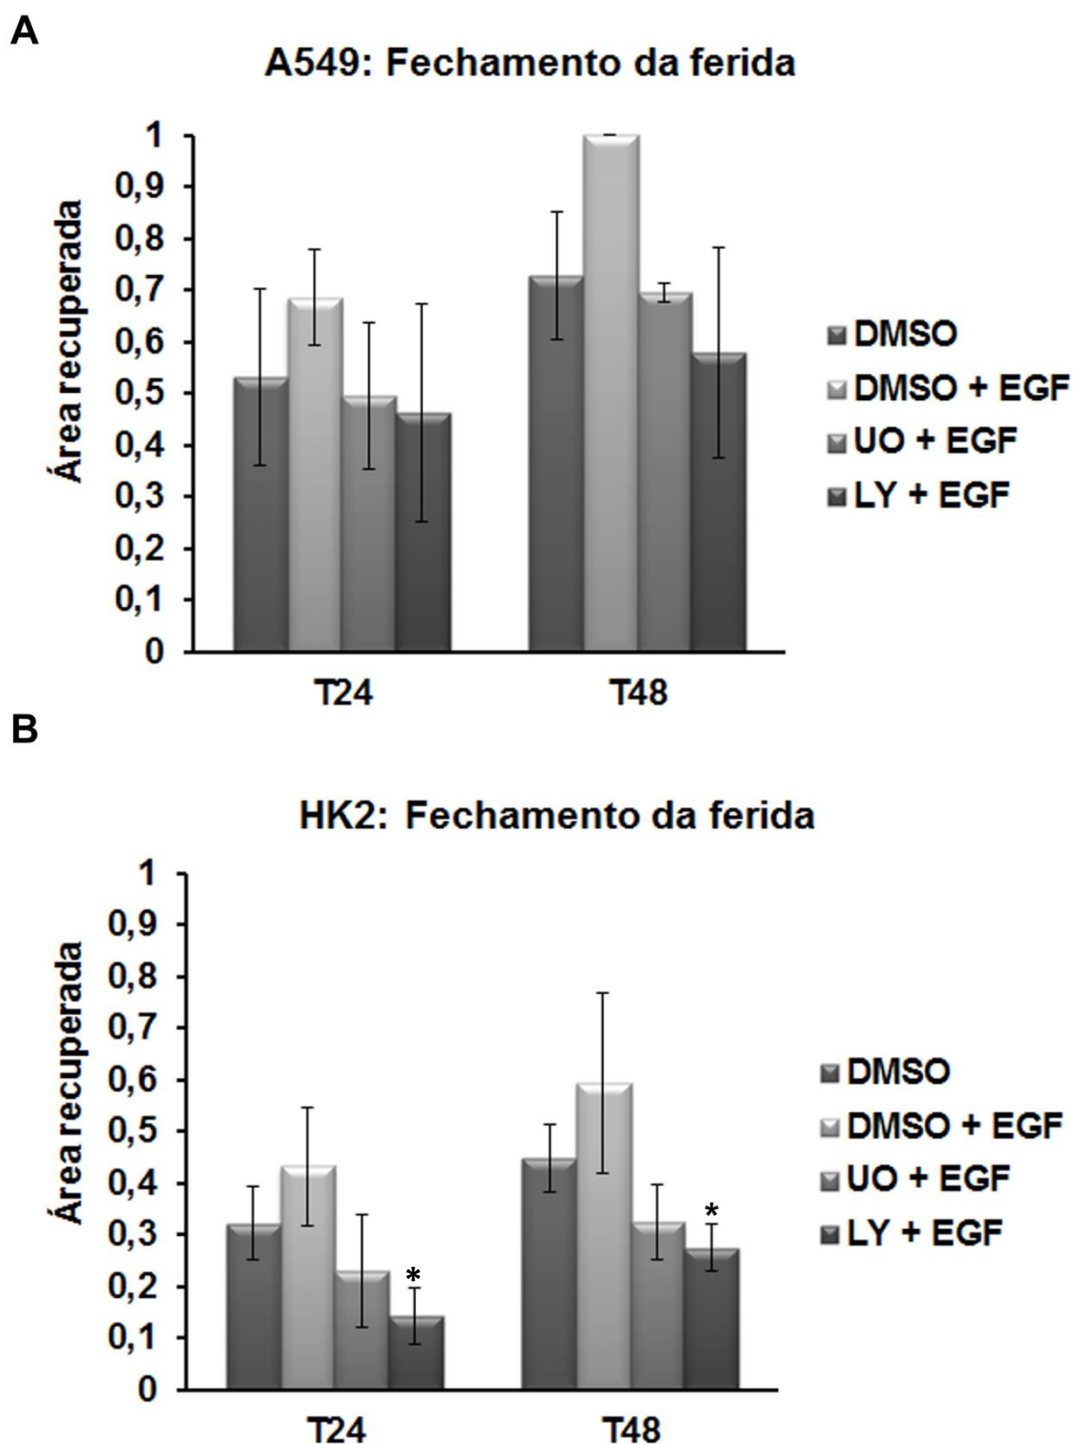 A
A549: Fechamento da ferida
Área recuperada
1
0,9
0,8
0,7
0,6
0,5
0,4
0,3
0,2
0,1
0
T24 T48
DMSO
DMSO + EGF
UO + EGF
LY + EGF
B
HK2: Fechamento da ferida
Área recuperada
1
0,9
0,8
0,7
0,6
0,5
0,4
0,3
0,2
0,1
0
*
*
T24 T48
DMSO
DMSO + EGF
UO + EGF
LY + EGF